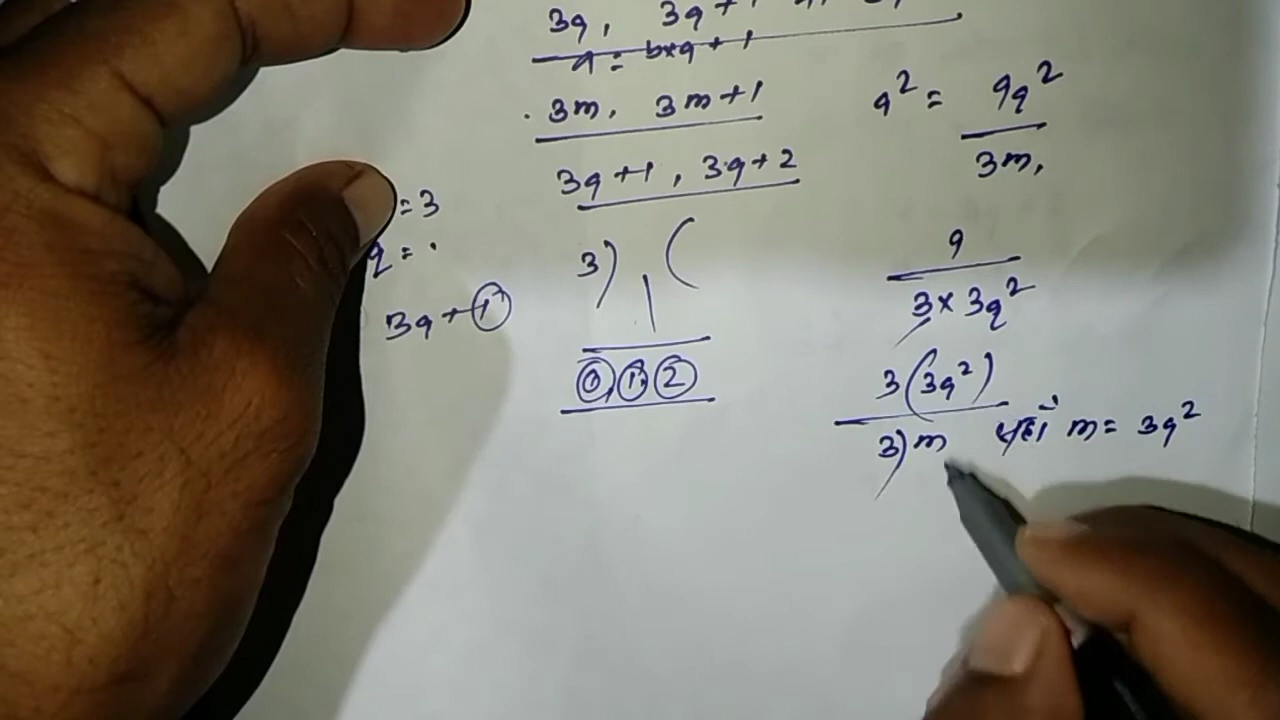 3q, 3q+1
a = b×q + 1
3m, 3m+1
3q+1, 3q+2
3) (
0, 1, 2
= 3
q =
3q + 1
a² = 9q²
3m,
9
3 × 3q²
3(3q²)
3)m यहाँ m = 3q²